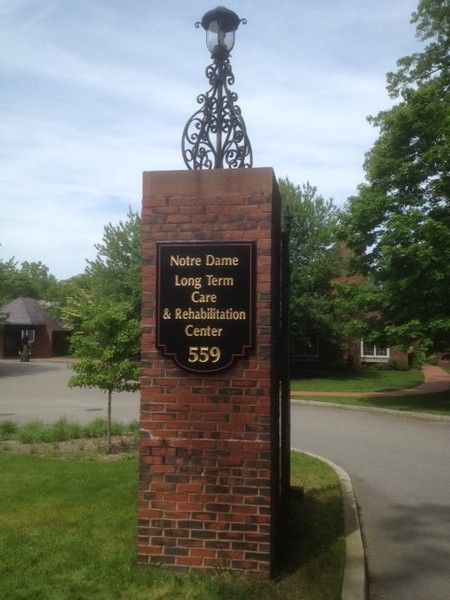 Notre Dame
Long Term
Care
& Rehabilitation
Center
559